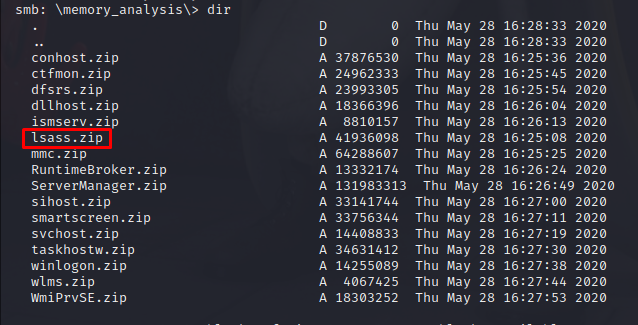 smb: \memory_analysis\> dir
. D 0 Thu May 28 16:28:33 2020
.. D 0 Thu May 28 16:28:33 2020
conhost.zip A 37876530 Thu May 28 16:25:36 2020
ctfmon.zip A 24962333 Thu May 28 16:25:45 2020
dfsrs.zip A 23993305 Thu May 28 16:25:54 2020
dllhost.zip A 18366396 Thu May 28 16:26:04 2020
ismserv.zip A 8810157 Thu May 28 16:26:13 2020
lsass.zip A 41936098 Thu May 28 16:25:08 2020
mmc.zip A 64288607 Thu May 28 16:25:25 2020
RuntimeBroker.zip A 13332174 Thu May 28 16:26:24 2020
ServerManager.zip A 131983313 Thu May 28 16:26:49 2020
sihost.zip A 33141744 Thu May 28 16:27:00 2020
smartscreen.zip A 33756344 Thu May 28 16:27:11 2020
svchost.zip A 14408833 Thu May 28 16:27:19 2020
taskhostw.zip A 34631412 Thu May 28 16:27:30 2020
winlogon.zip A 14255089 Thu May 28 16:27:38 2020
wlms.zip A 4067425 Thu May 28 16:27:44 2020
WmiPrvSE.zip A 18303252 Thu May 28 16:27:53 2020